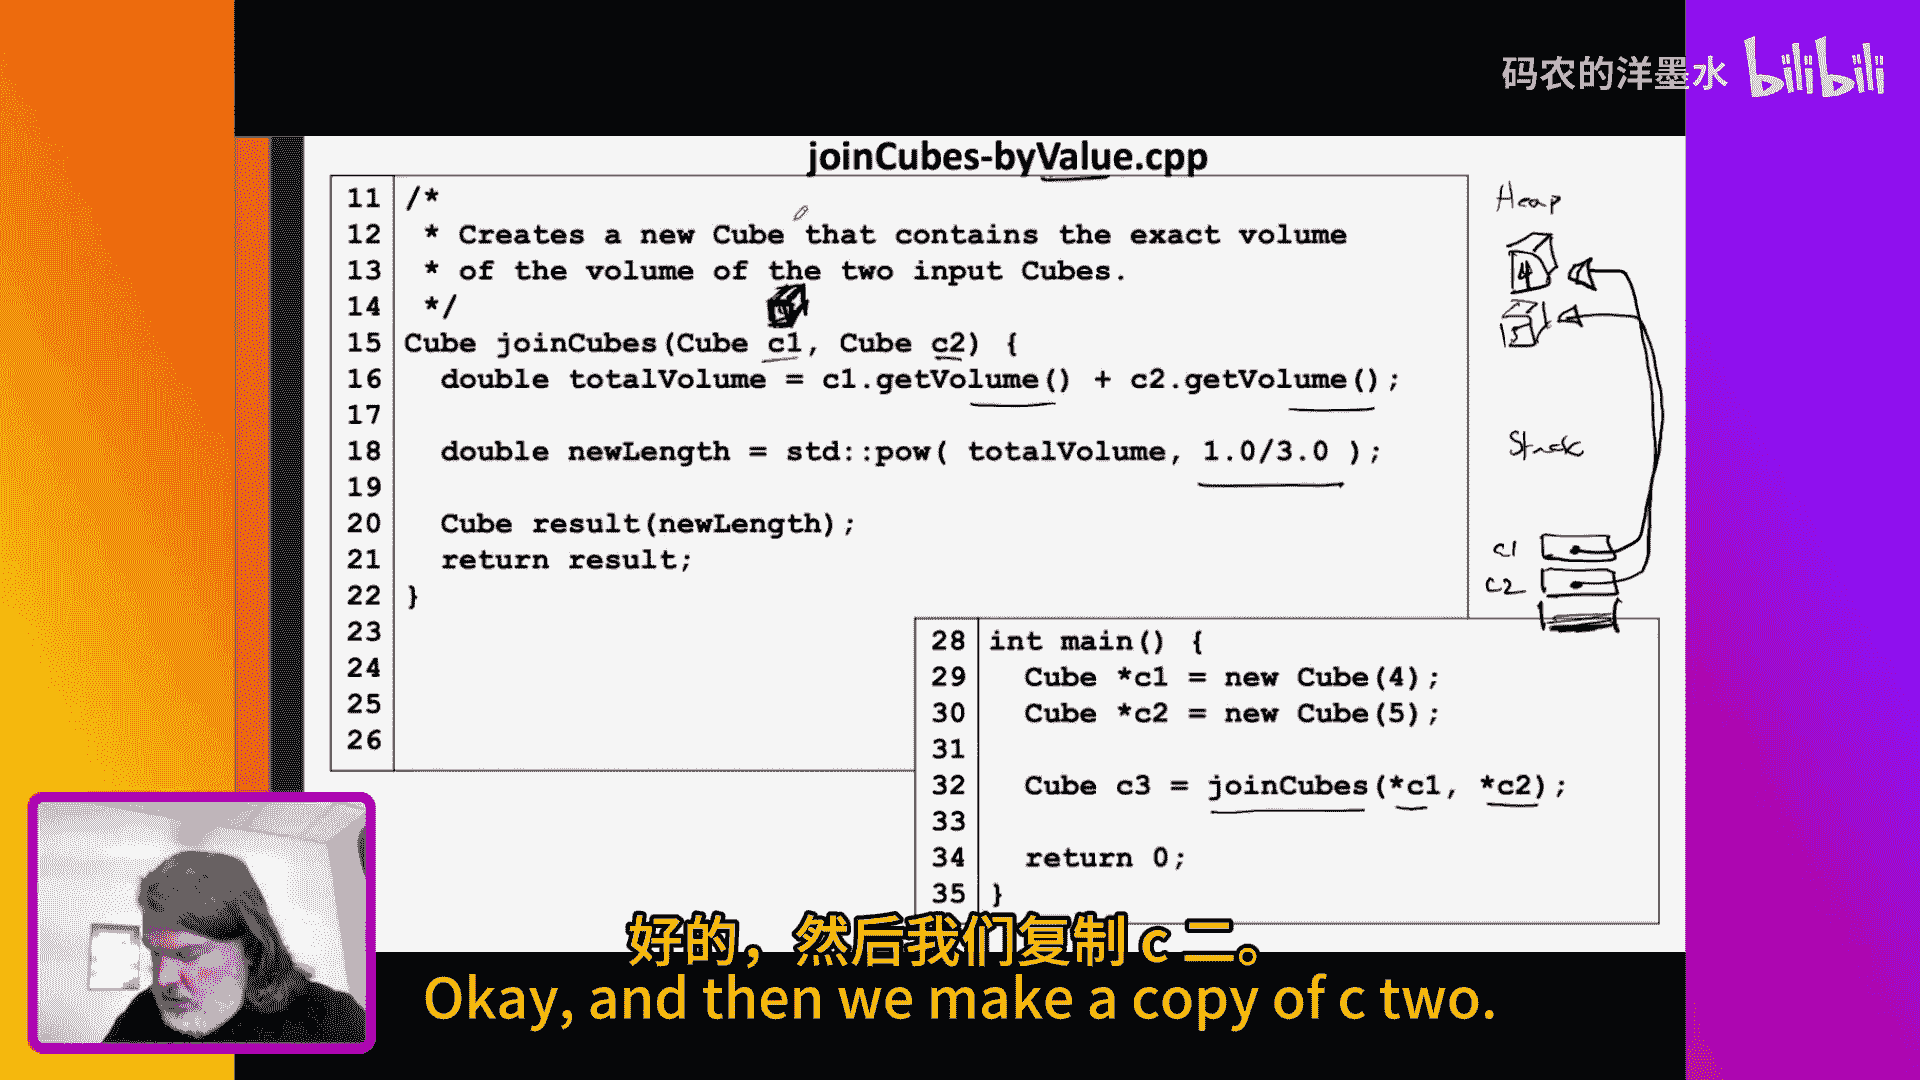 码农的洋墨水 bilibili
joinCubes-byValue.cpp
11 /*
12 * Creates a new Cube that contains the exact volume
13 * of the volume of the two input Cubes.
14 */
15 Cube joinCubes(Cube c1, Cube c2) {
16 double totalVolume = c1.getVolume() + c2.getVolume();
17
18 double newLength = std::pow( totalVolume, 1.0/3.0 );
19
20 Cube result(newLength);
21 return result;
22 }
23
24
25
26
Heap
4
5
Stack
c1
c2
28 int main() {
29 Cube *c1 = new Cube(4);
30 Cube *c2 = new Cube(5);
31
32 Cube c3 = joinCubes(*c1, *c2);
33
34 return 0;
35 }
好的，然后我们复制 c 二。
Okay, and then we make a copy of c two.